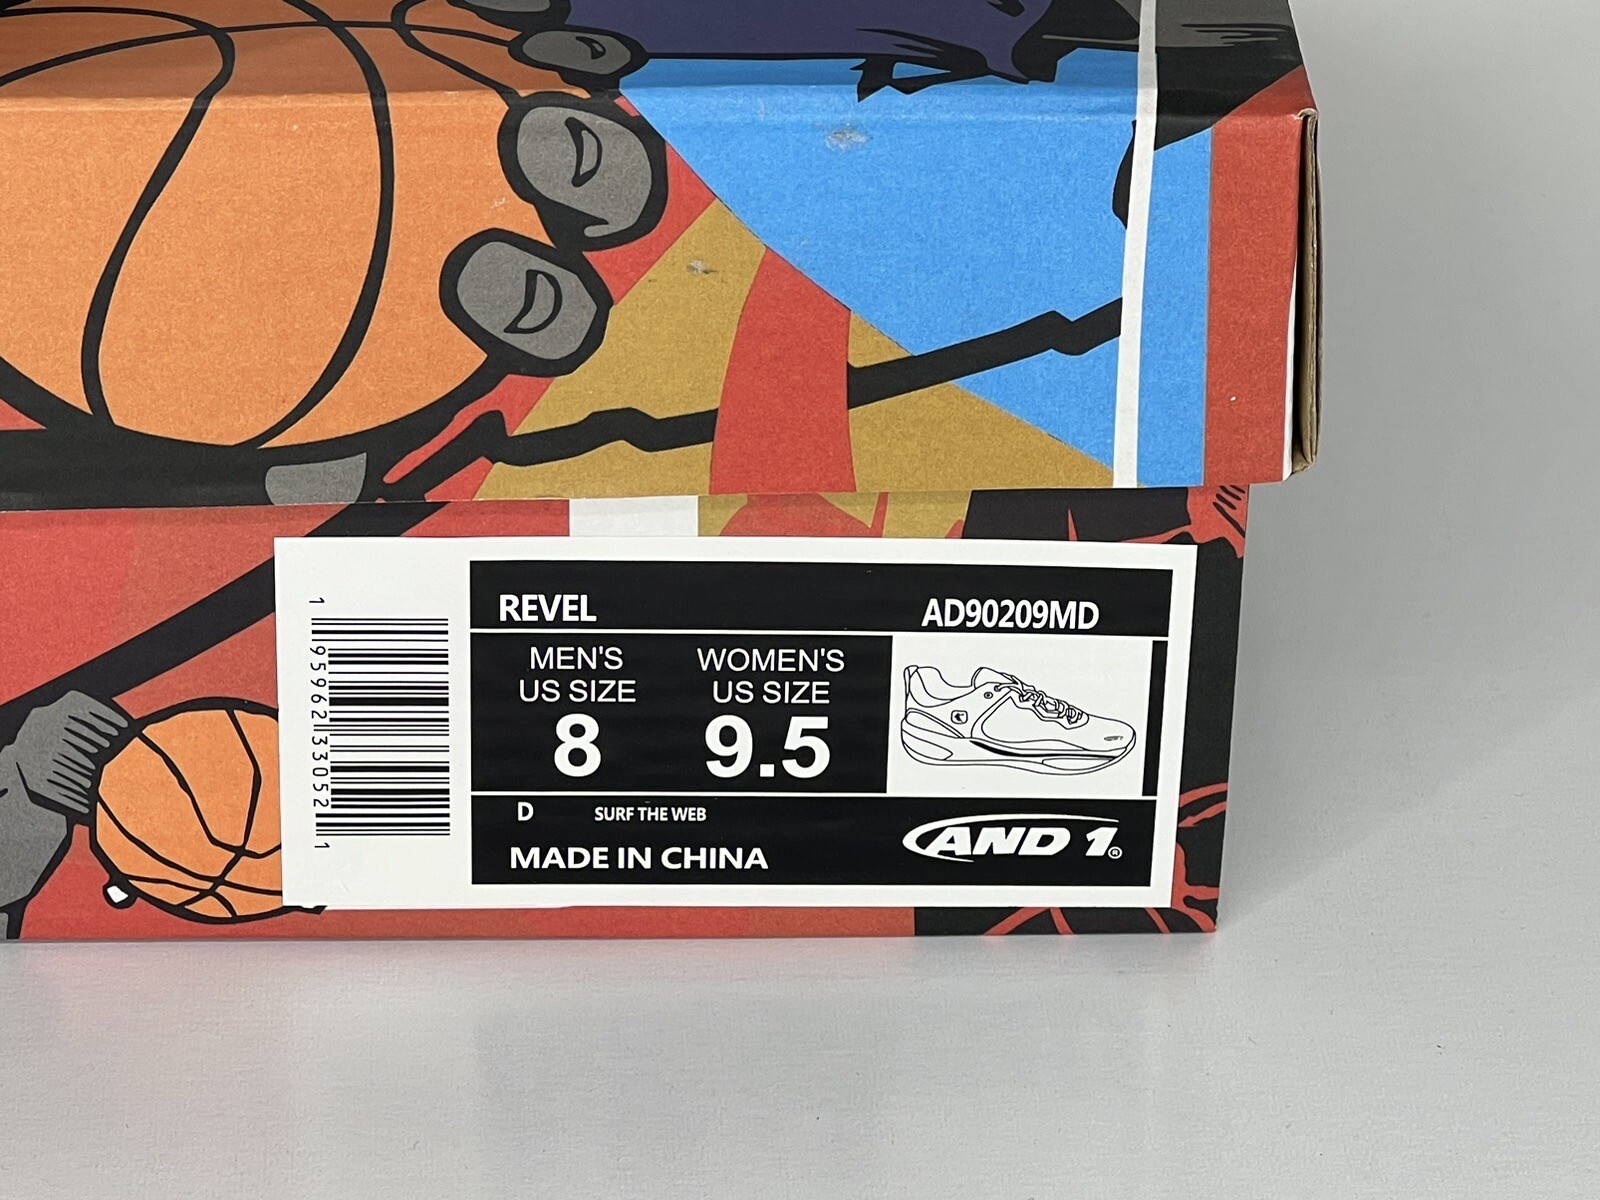 REVEL AD90209MD
MEN'S WOMEN'S
US SIZE US SIZE
8 9.5
D SURF THE WEB
MADE IN CHINA
AND 1®
1 95962 33052 1